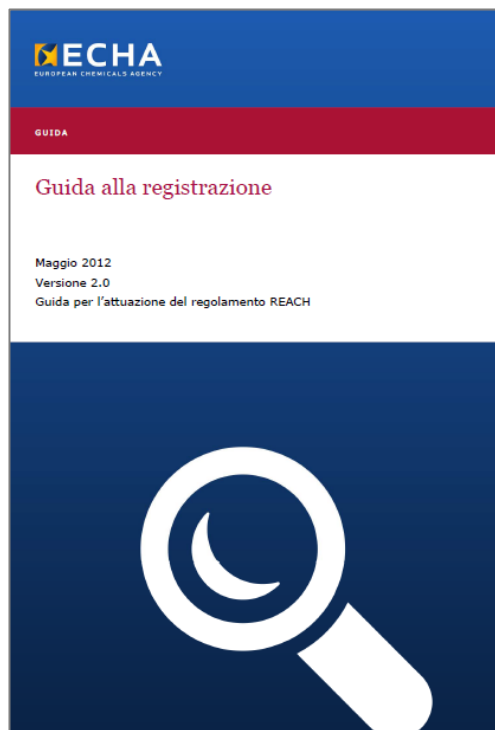 ECHA
EUROPEAN CHEMICALS AGENCY
GUIDA
Guida alla registrazione
Maggio 2012
Versione 2.0
Guida per l'attuazione del regolamento REACH